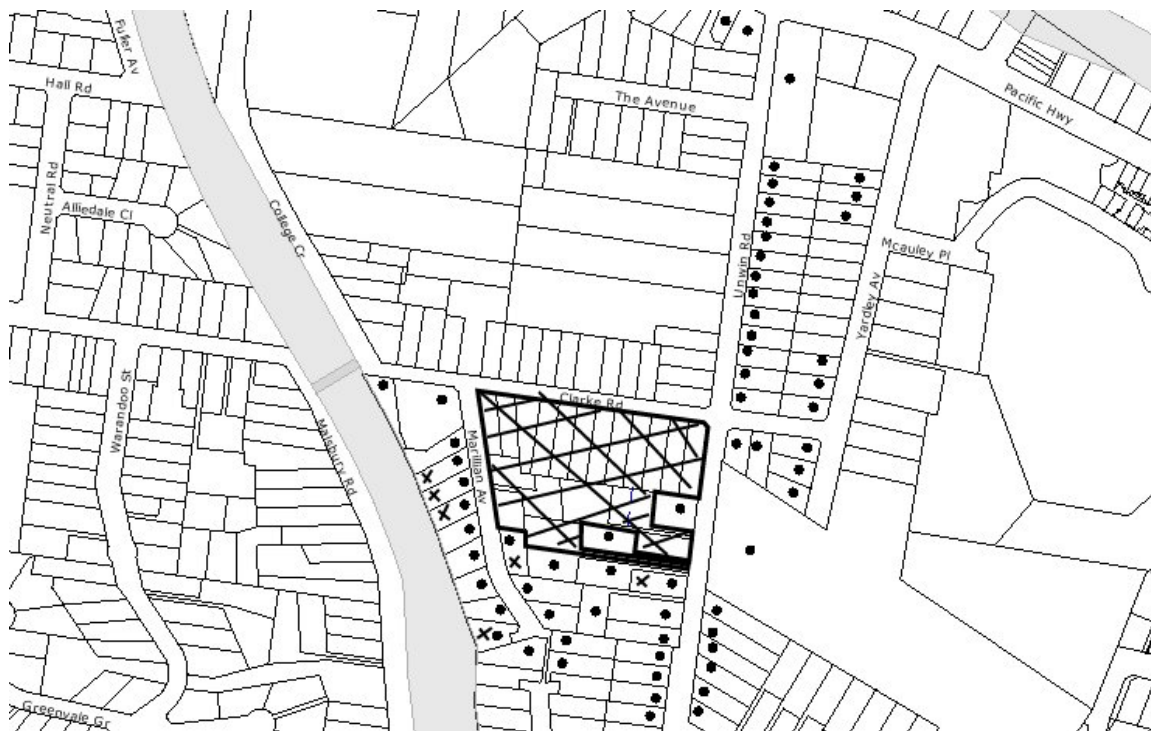 Fuller Av
Hall Rd
The Avenue
Pacific Hwy
Neutral Rd
Alliedale Cl
College Cr
Unwin Rd
Mcauley Pl
Yardley Av
Clarke Rd
Warandoo St
Malsbury Rd
Marillian Av
Greenvale Gr